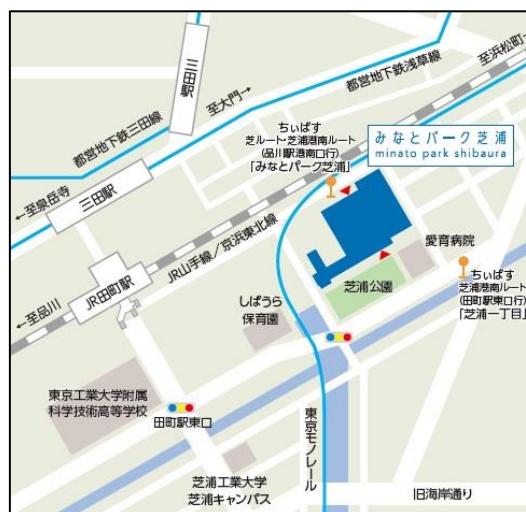 三田駅
都営地下鉄三田線
至大門→
都営地下鉄浅草線
至浜松町→
ちぃばす
芝ルート・芝浦港南ルート
(品川駅港南口行)
「みなとパーク芝浦」
みなとパーク芝浦
minato park shibaura
←至泉岳寺
三田駅
JR山手線／京浜東北線
JR田町駅
←至品川
愛育病院
芝浦公園
ちぃばす
芝浦港南ルート
(田町駅東口行)
「芝浦一丁目」
しばうら
保育園
東京工業大学附属
科学技術高等学校
田町駅東口
東京モノレール
芝浦工業大学
芝浦キャンパス
旧海岸通り